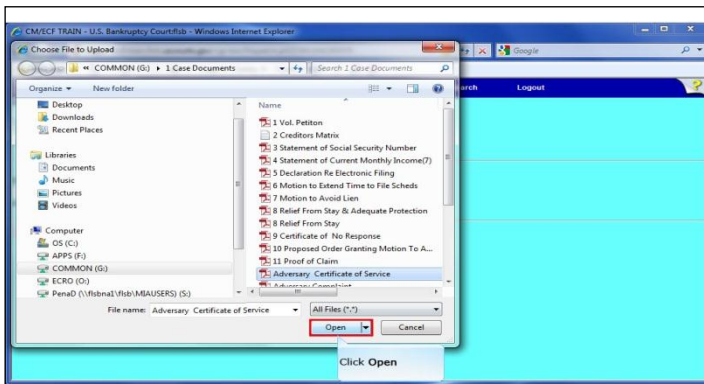 CM/ECF TRAIN - U.S. Bankruptcy Court:flsb - Windows Internet Explorer
Choose File to Upload
Google
« COMMON (G:) ▸ 1 Case Documents
Search 1 Case Documents
Organize
New folder
arch
Logout
Desktop
Downloads
Recent Places
Libraries
Documents
Music
Pictures
Videos
Computer
OS (C:)
APPS (F:)
COMMON (G:)
ECRO (O:)
PenaD (\\flsbna1\flsb\MIAUSERS) (S:)
Name
1 Vol. Petiton
2 Creditors Matrix
3 Statement of Social Security Number
4 Statement of Current Monthly Income(7)
5 Declaration Re Electronic Filing
6 Motion to Extend Time to File Scheds
7 Motion to Avoid Lien
8 Relief From Stay & Adequate Protection
8 Relief From Stay
9 Certificate of No Response
10 Proposed Order Granting Motion To A...
11 Proof of Claim
Adversary Certificate of Service
Adversary Complaint
File name: Adversary Certificate of Service
All Files (*.*)
Open
Cancel
Click Open